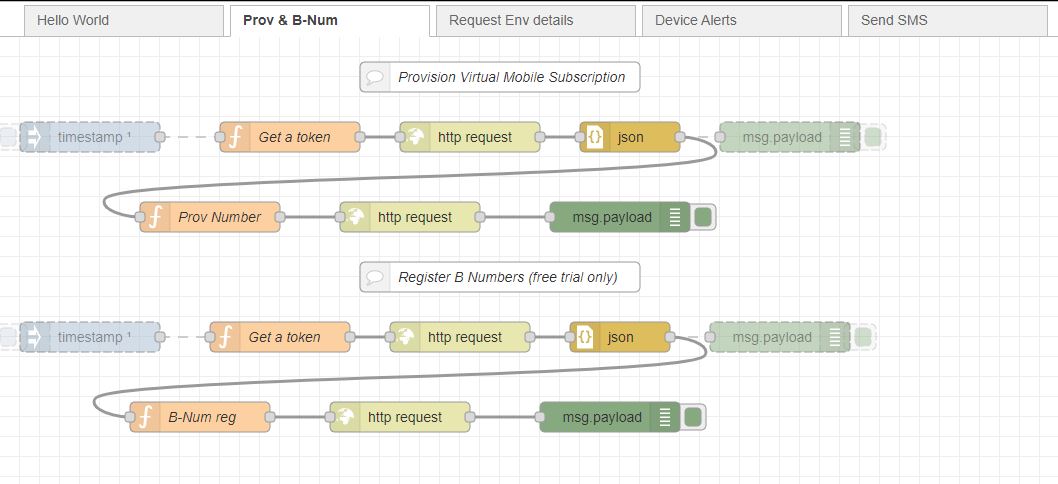 Hello World
Prov & B-Num
Request Env details
Device Alerts
Send SMS
Provision Virtual Mobile Subscription
timestamp ¹
Get a token
http request
json
msg.payload
Prov Number
http request
msg.payload
Register B Numbers (free trial only)
timestamp ¹
Get a token
http request
json
msg.payload
B-Num reg
http request
msg.payload